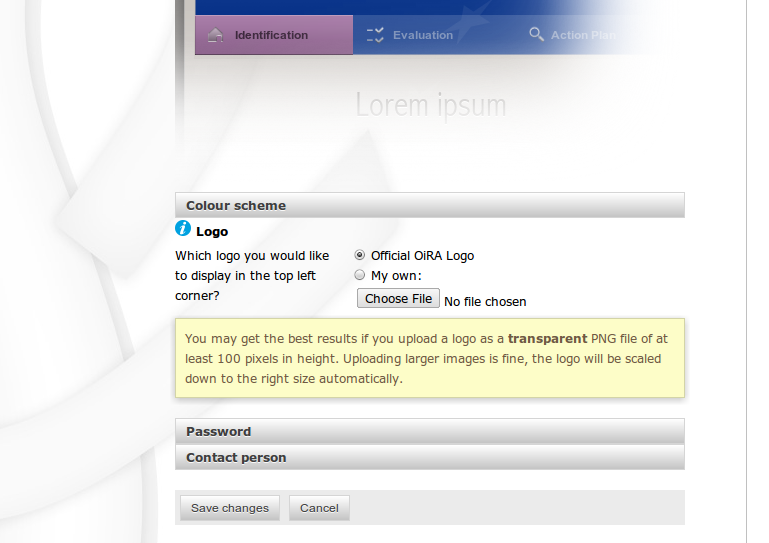 Identification
Evaluation
Action Plan
Lorem ipsum
Colour scheme
Logo
Which logo you would like
to display in the top left
corner?
Official OiRA Logo
My own:
Choose File No file chosen
You may get the best results if you upload a logo as a transparent PNG file of at
least 100 pixels in height. Uploading larger images is fine, the logo will be scaled
down to the right size automatically.
Password
Contact person
Save changes
Cancel